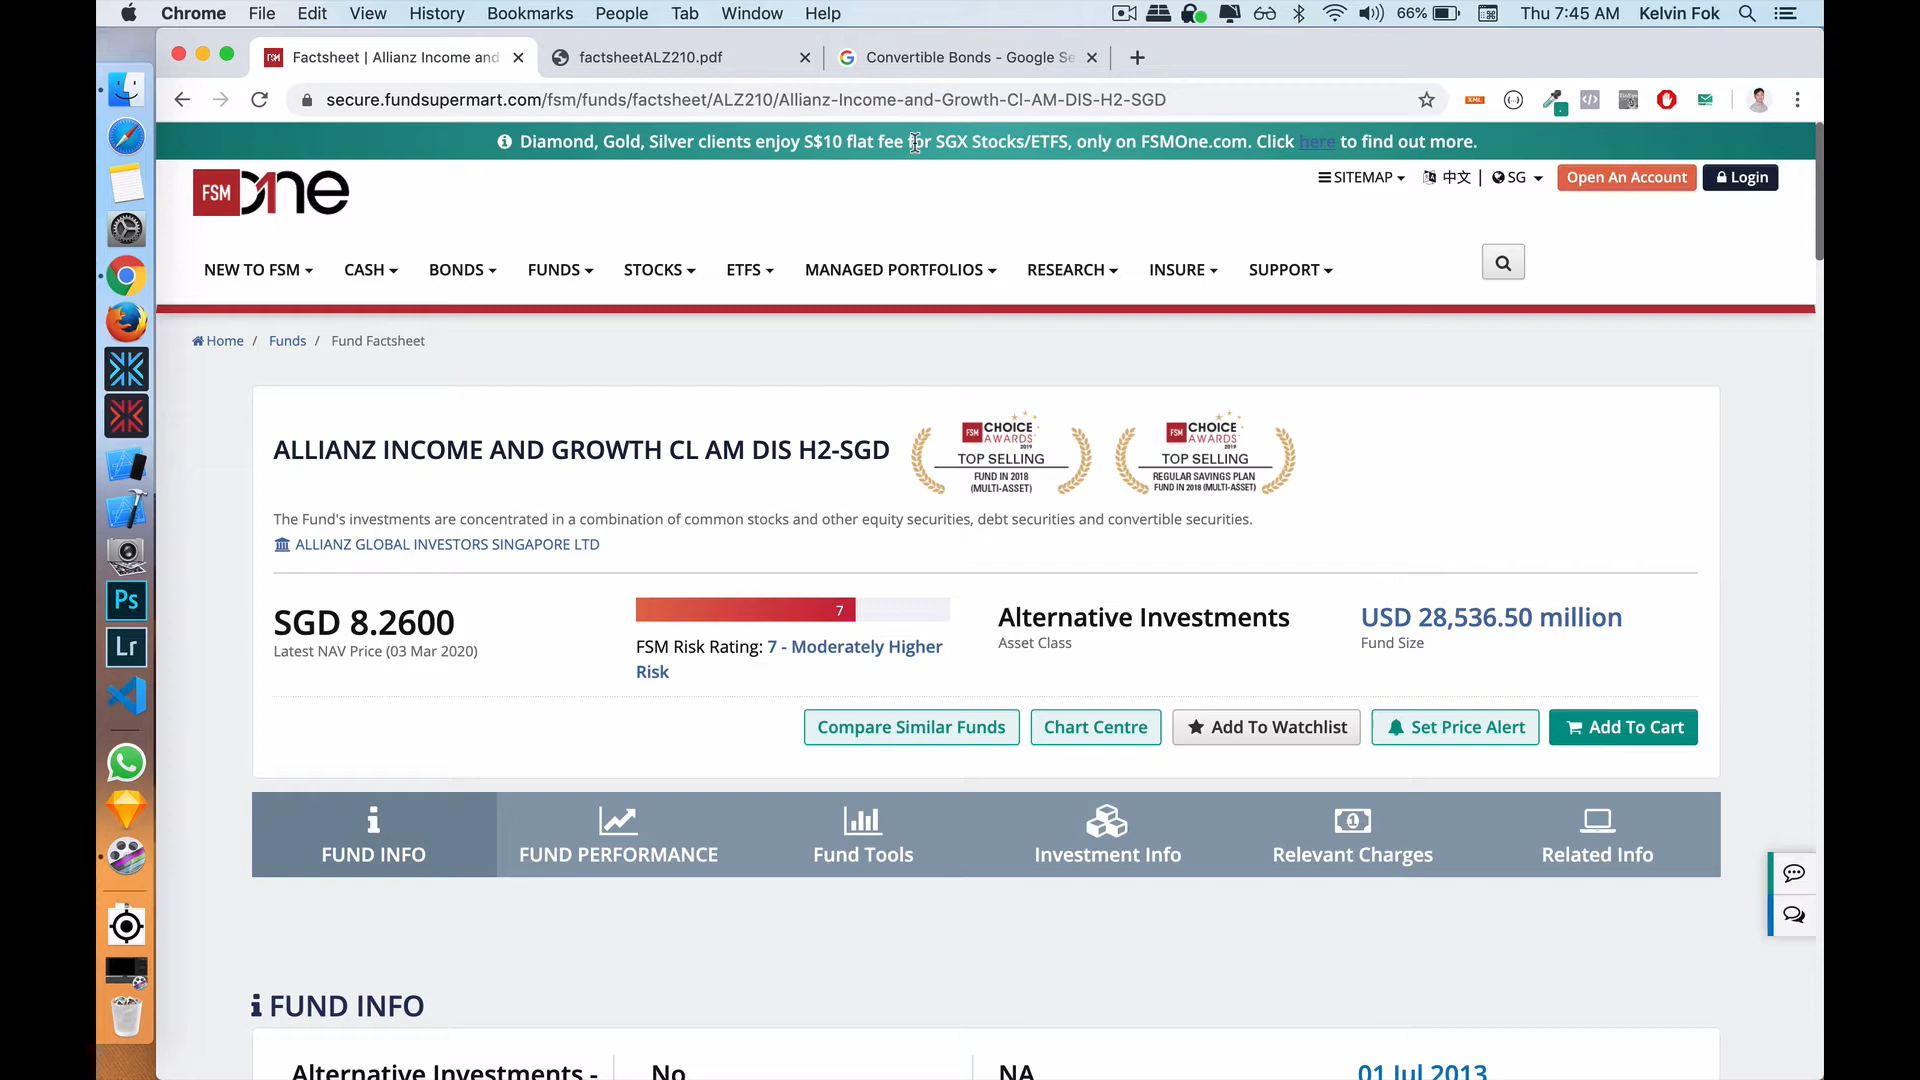 Chrome File Edit View History Bookmarks People Tab Window Help 66% Thu 7:45 AM Kelvin Fok
Factsheet | Allianz Income and
factsheetALZ210.pdf
Convertible Bonds - Google Se
secure.fundsupermart.com/fsm/funds/factsheet/ALZ210/Allianz-Income-and-Growth-Cl-AM-DIS-H2-SGD
XML
Diamond, Gold, Silver clients enjoy S$10 flat fee for SGX Stocks/ETFS, only on FSMOne.com. Click here to find out more.
FSM One
SITEMAP 中文 | SG Open An Account Login
NEW TO FSM CASH BONDS FUNDS STOCKS ETFS MANAGED PORTFOLIOS RESEARCH INSURE SUPPORT
Home / Funds / Fund Factsheet
ALLIANZ INCOME AND GROWTH CL AM DIS H2-SGD
FSM CHOICE AWARDS 2019
TOP SELLING
FUND IN 2018
(MULTI-ASSET)
FSM CHOICE AWARDS 2019
TOP SELLING
REGULAR SAVINGS PLAN
FUND IN 2018 (MULTI-ASSET)
The Fund's investments are concentrated in a combination of common stocks and other equity securities, debt securities and convertible securities.
ALLIANZ GLOBAL INVESTORS SINGAPORE LTD
SGD 8.2600
Latest NAV Price (03 Mar 2020)
7
FSM Risk Rating: 7 - Moderately Higher
Risk
Alternative Investments
Asset Class
USD 28,536.50 million
Fund Size
Compare Similar Funds Chart Centre Add To Watchlist Set Price Alert Add To Cart
FUND INFO FUND PERFORMANCE Fund Tools Investment Info Relevant Charges Related Info
FUND INFO
Alternative Investments - No NA 01 Jul 2013
Ps
Lr